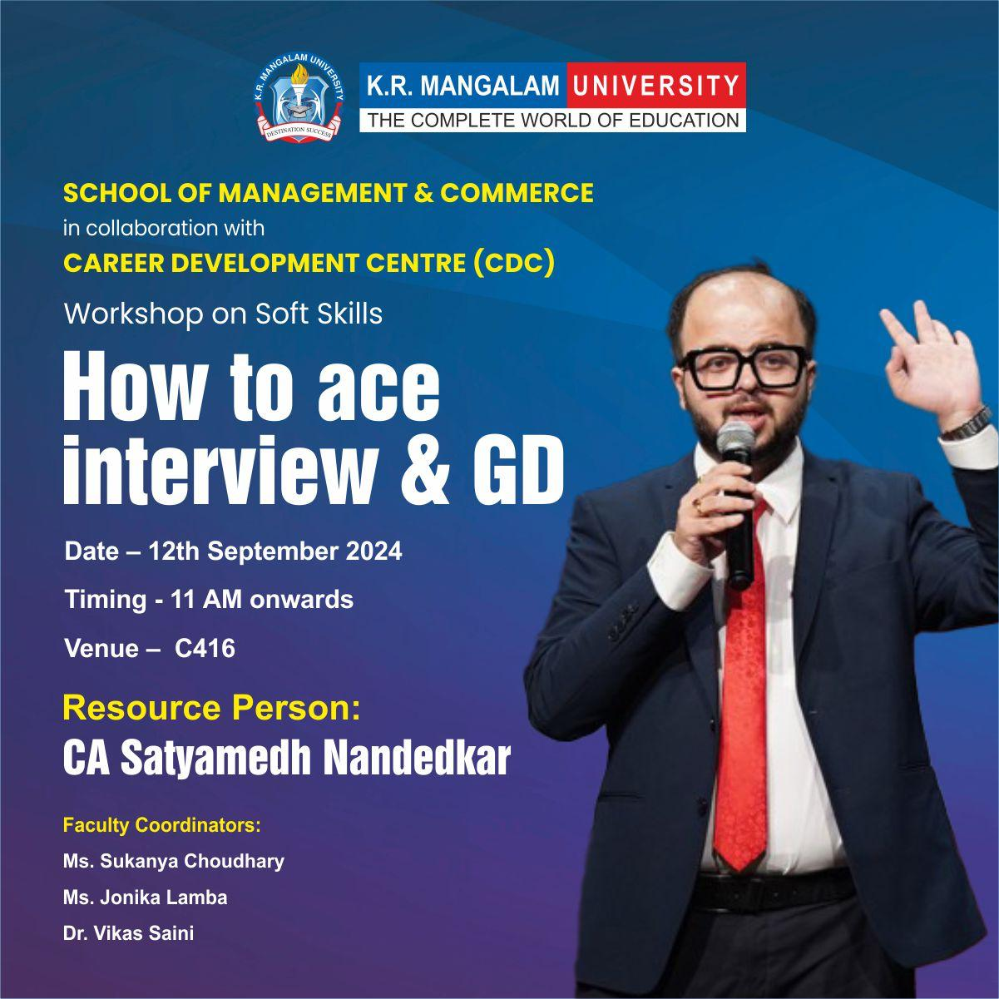 K.R. MANGALAM UNIVERSITY
DESTINATION SUCCESS
K.R. MANGALAM UNIVERSITY
THE COMPLETE WORLD OF EDUCATION
SCHOOL OF MANAGEMENT & COMMERCE
in collaboration with
CAREER DEVELOPMENT CENTRE (CDC)
Workshop on Soft Skills
How to ace
interview & GD
Date – 12th September 2024
Timing - 11 AM onwards
Venue – C416
Resource Person:
CA Satyamedh Nandedkar
Faculty Coordinators:
Ms. Sukanya Choudhary
Ms. Jonika Lamba
Dr. Vikas Saini